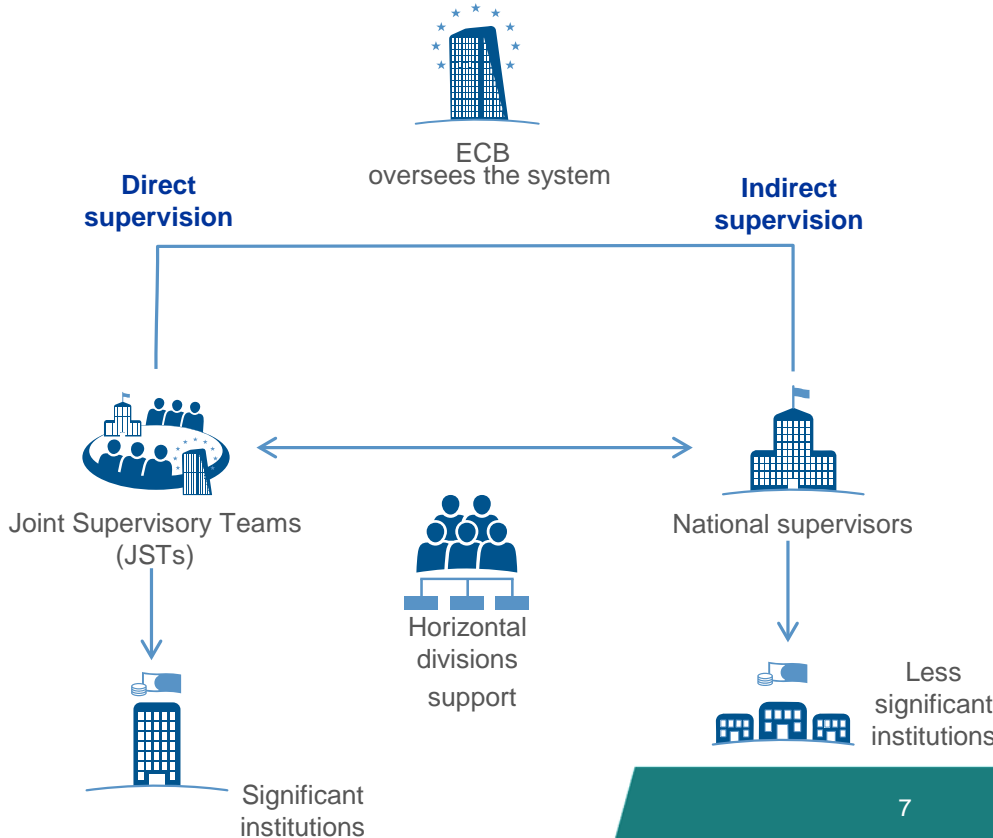 ECB
oversees the system
Direct
supervision
Indirect
supervision
Joint Supervisory Teams
(JSTs)
National supervisors
Horizontal
divisions
support
Less
significant
institutions
Significant
institutions
7